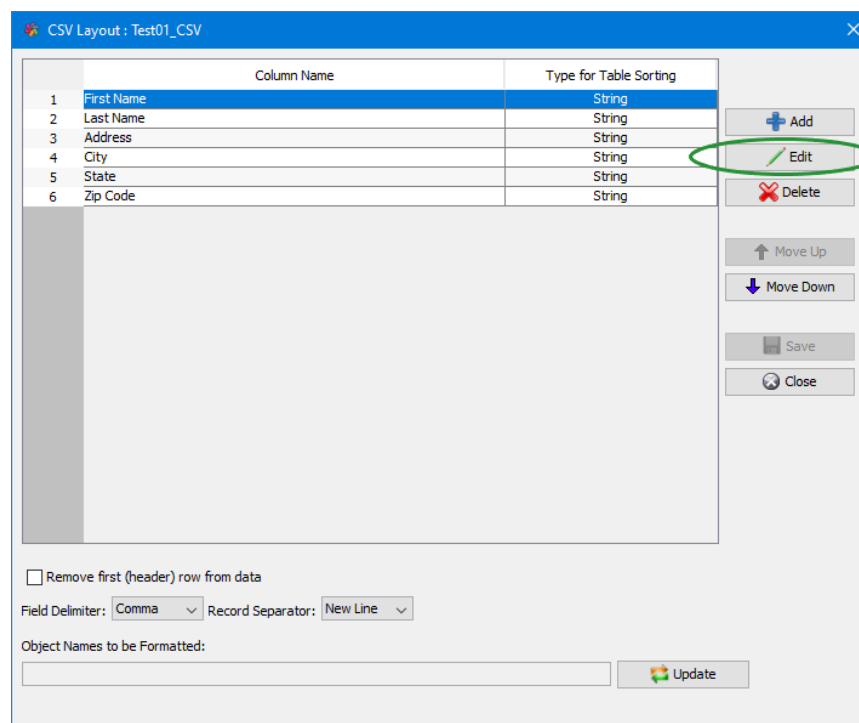 CSV Layout : Test01_CSV
Column Name Type for Table Sorting
1 First Name String
2 Last Name String
3 Address String
4 City String
5 State String
6 Zip Code String
Add
Edit
Delete
Move Up
Move Down
Save
Close
Remove first (header) row from data
Field Delimiter: Comma Record Separator: New Line
Object Names to be Formatted:
Update